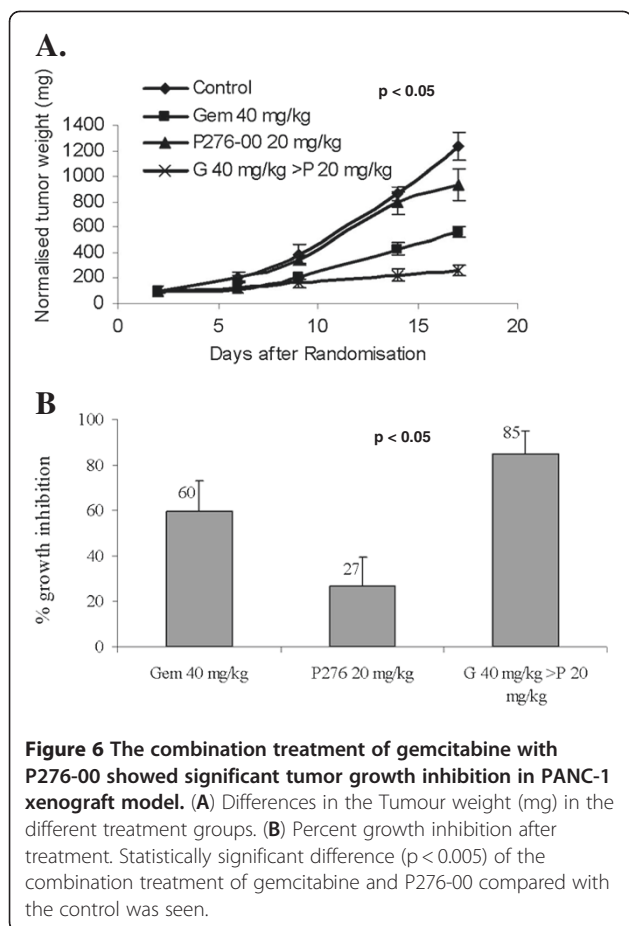 A.
Control
p < 0.05
Gem 40 mg/kg
P276-00 20 mg/kg
G 40 mg/kg >P 20 mg/kg
Normalised tumor weight (mg)
1400
1200
1000
800
600
400
200
0
0 5 10 15 20
Days after Randomisation
B
p < 0.05
% growth inhibition
100
80
60
40
20
0
60
27
85
Gem 40 mg/kg
P276 20 mg/kg
G 40 mg/kg >P 20
mg/kg
Figure 6 The combination treatment of gemcitabine with
P276-00 showed significant tumor growth inhibition in PANC-1
xenograft model. (A) Differences in the Tumour weight (mg) in the
different treatment groups. (B) Percent growth inhibition after
treatment. Statistically significant difference (p < 0.005) of the
combination treatment of gemcitabine and P276-00 compared with
the control was seen.